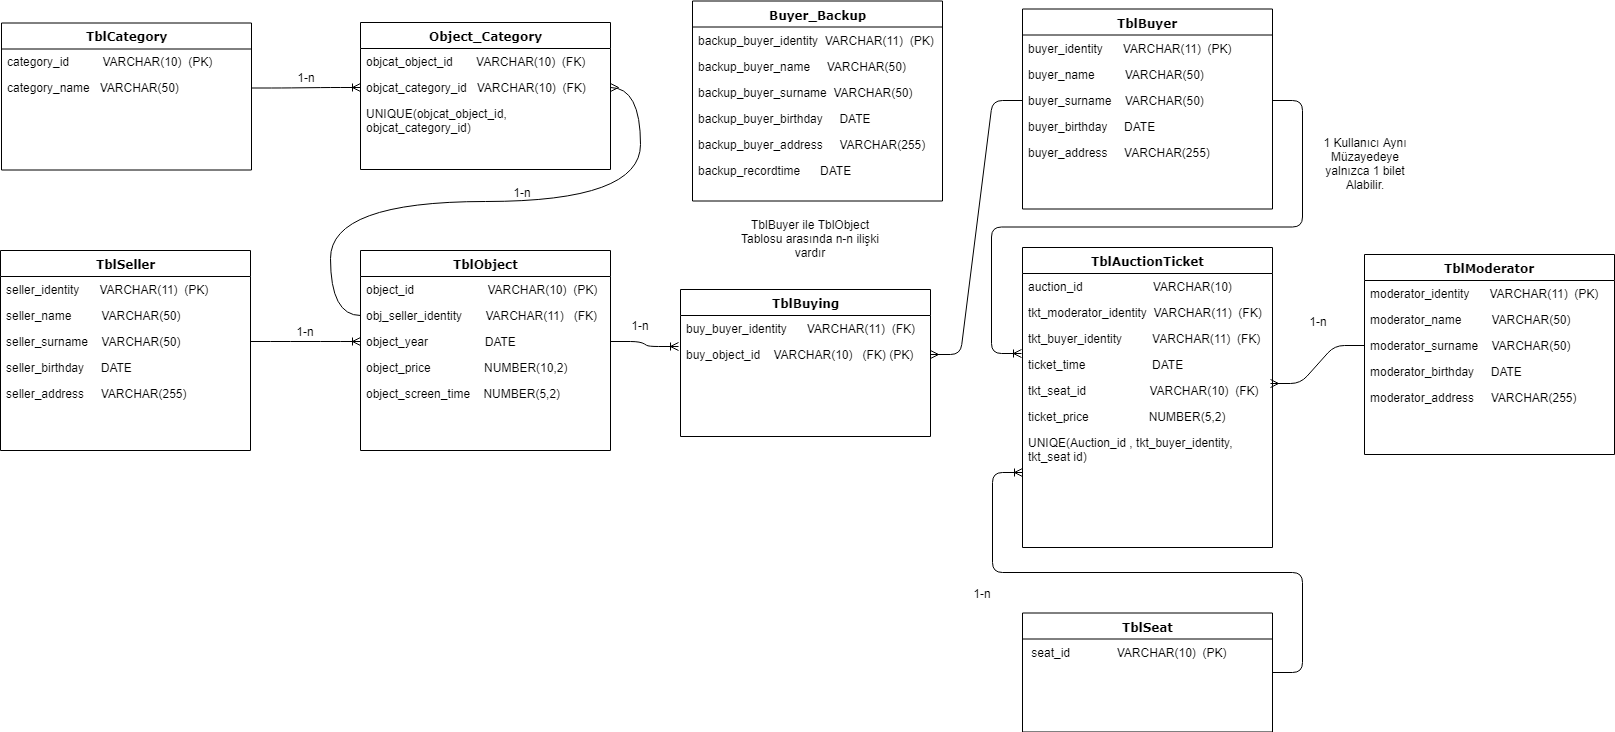 TblCategory
category_id VARCHAR(10) (PK)
category_name VARCHAR(50)
1-n
Object_Category
objcat_object_id VARCHAR(10) (FK)
objcat_category_id VARCHAR(10) (FK)
UNIQUE(objcat_object_id,
objcat_category_id)
1-n
Buyer_Backup
backup_buyer_identity VARCHAR(11) (PK)
backup_buyer_name VARCHAR(50)
backup_buyer_surname VARCHAR(50)
backup_buyer_birthday DATE
backup_buyer_address VARCHAR(255)
backup_recordtime DATE
TblBuyer ile TblObject
Tablosu arasında n-n ilişki
vardır
TblBuyer
buyer_identity VARCHAR(11) (PK)
buyer_name VARCHAR(50)
buyer_surname VARCHAR(50)
buyer_birthday DATE
buyer_address VARCHAR(255)
1 Kullanıcı Aynı
Müzayedeye
yalnızca 1 bilet
Alabilir.
TblSeller
seller_identity VARCHAR(11) (PK)
seller_name VARCHAR(50)
seller_surname VARCHAR(50)
seller_birthday DATE
seller_address VARCHAR(255)
1-n
TblObject
object_id VARCHAR(10) (PK)
obj_seller_identity VARCHAR(11) (FK)
object_year DATE
object_price NUMBER(10,2)
object_screen_time NUMBER(5,2)
1-n
TblBuying
buy_buyer_identity VARCHAR(11) (FK)
buy_object_id VARCHAR(10) (FK) (PK)
TblAuctionTicket
auction_id VARCHAR(10)
tkt_moderator_identity VARCHAR(11) (FK)
tkt_buyer_identity VARCHAR(11) (FK)
ticket_time DATE
tkt_seat_id VARCHAR(10) (FK)
ticket_price NUMBER(5,2)
UNIQE(Auction_id , tkt_buyer_identity,
tkt_seat id)
1-n
TblModerator
moderator_identity VARCHAR(11) (PK)
moderator_name VARCHAR(50)
moderator_surname VARCHAR(50)
moderator_birthday DATE
moderator_address VARCHAR(255)
1-n
TblSeat
seat_id VARCHAR(10) (PK)